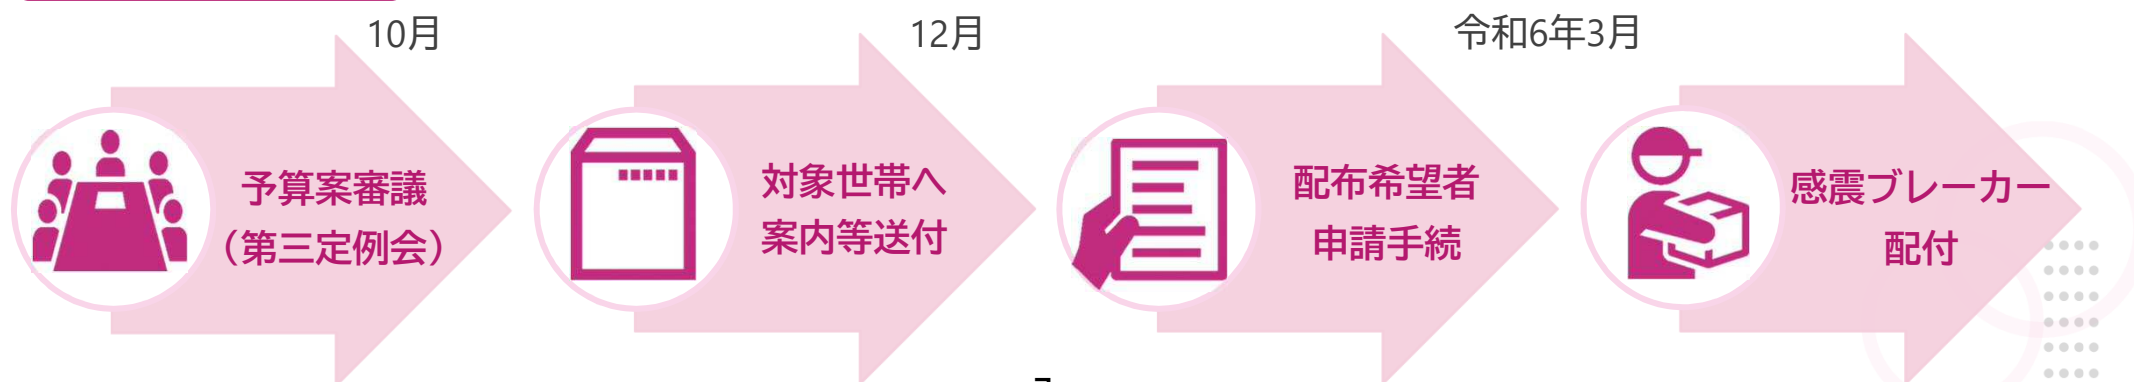 10月
12月
令和6年3月
予算案審議
（第三定例会）
対象世帯へ
案内等送付
配布希望者
申請手続
感震ブレーカー
配付